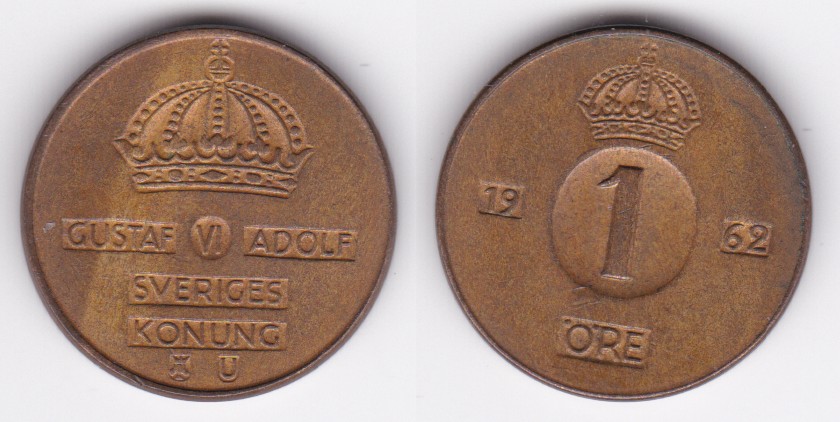 GUSTAF VI ADOLF
SVERIGES
KONUNG
U
19 1 62
ÖRE